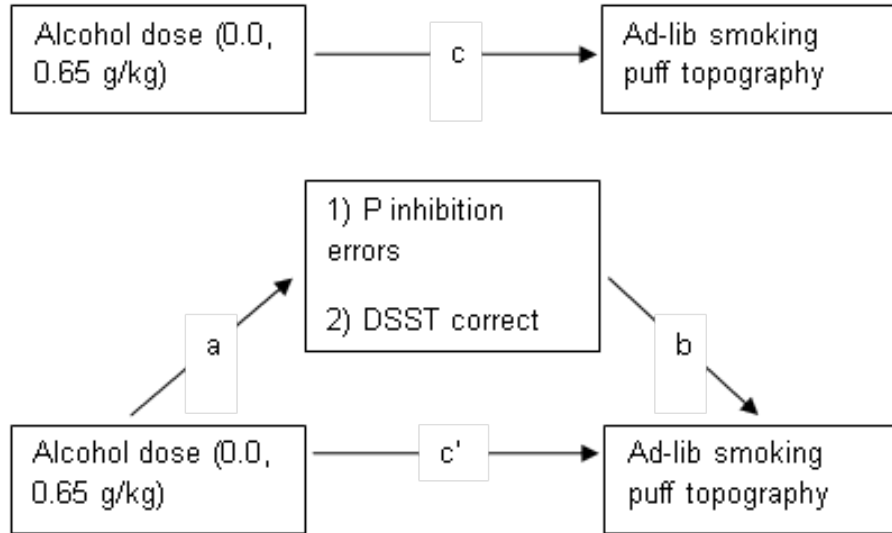 Alcohol dose (0.0,
0.65 g/kg)
c
Ad-lib smoking
puff topography
1) P inhibition
errors
2) DSST correct
a
b
Alcohol dose (0.0,
0.65 g/kg)
c'
Ad-lib smoking
puff topography